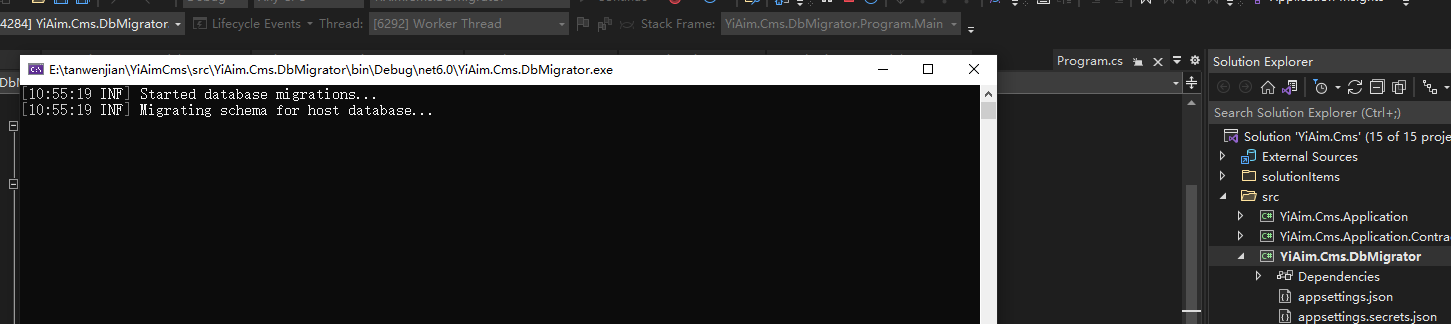 4284] YiAim.Cms.DbMigrator
Lifecycle Events
Thread:
[6292] Worker Thread
Stack Frame:
YiAim.Cms.DbMigrator.Program.Main
E:\tanwenjian\YiAimCms\src\YiAim.Cms.DbMigrator\bin\Debug\net6.0\YiAim.Cms.DbMigrator.exe
[10:55:19 INF] Started database migrations...
[10:55:19 INF] Migrating schema for host database...
Program.cs
Solution Explorer
Search Solution Explorer (Ctrl+;)
Solution 'YiAim.Cms' (15 of 15 proje
External Sources
solutionItems
src
YiAim.Cms.Application
YiAim.Cms.Application.Contra
YiAim.Cms.DbMigrator
Dependencies
appsettings.json
appsettings.secrets.json